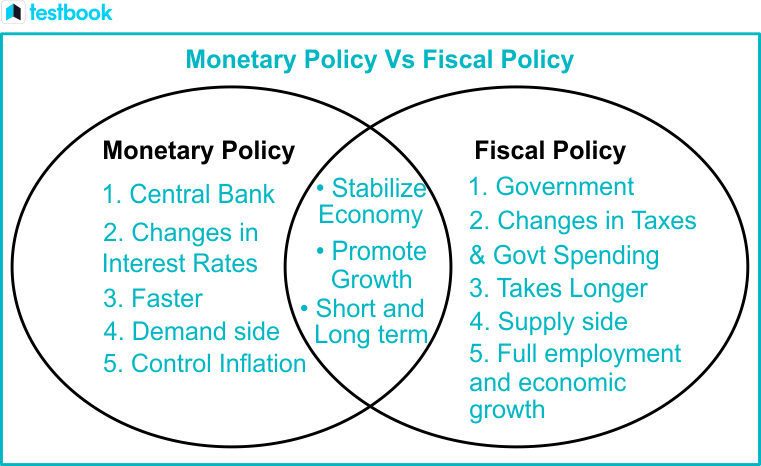 testbook
Monetary Policy Vs Fiscal Policy
Monetary Policy
1. Central Bank
2. Changes in
Interest Rates
3. Faster
4. Demand side
5. Control Inflation
• Stabilize
Economy
• Promote
Growth
• Short and
Long term
Fiscal Policy
1. Government
2. Changes in Taxes
& Govt Spending
3. Takes Longer
4. Supply side
5. Full employment
and economic
growth